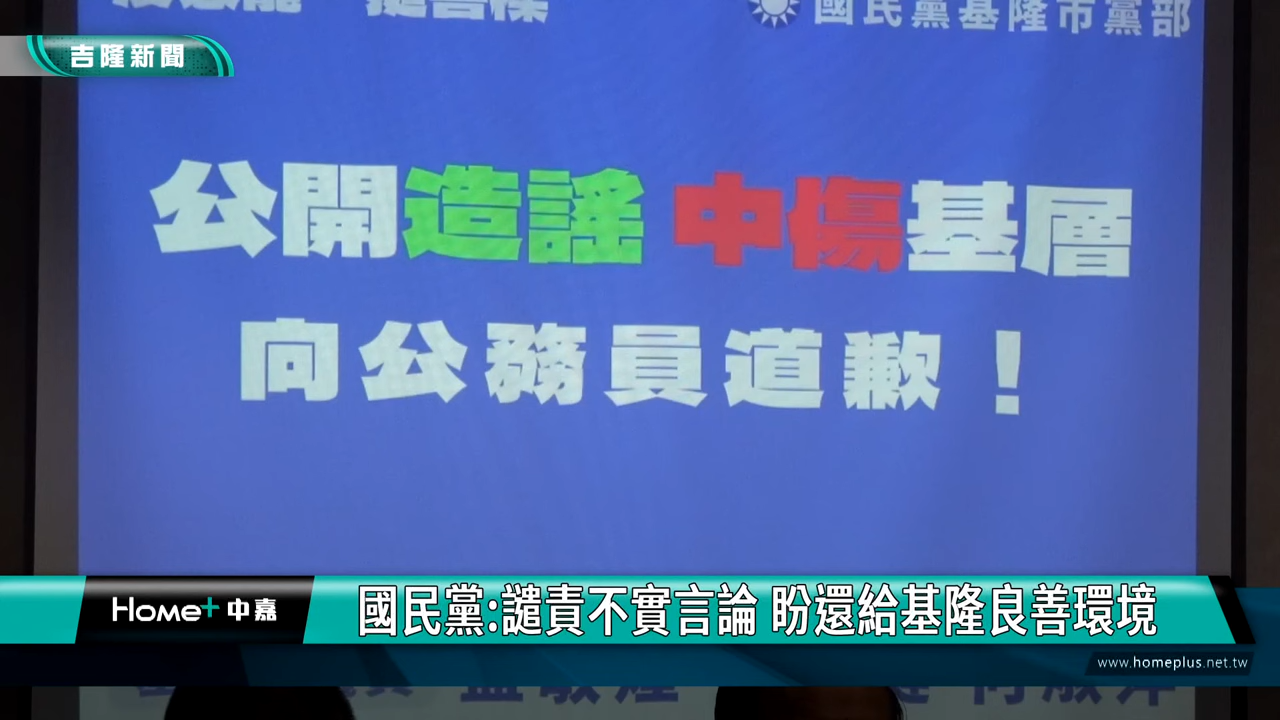 國民黨基隆市黨部
吉隆新聞
公開造謠 中傷基層
向公務員道歉！
Home+ 中嘉
國民黨:譴責不實言論 盼還給基隆良善環境
www.homeplus.net.tw